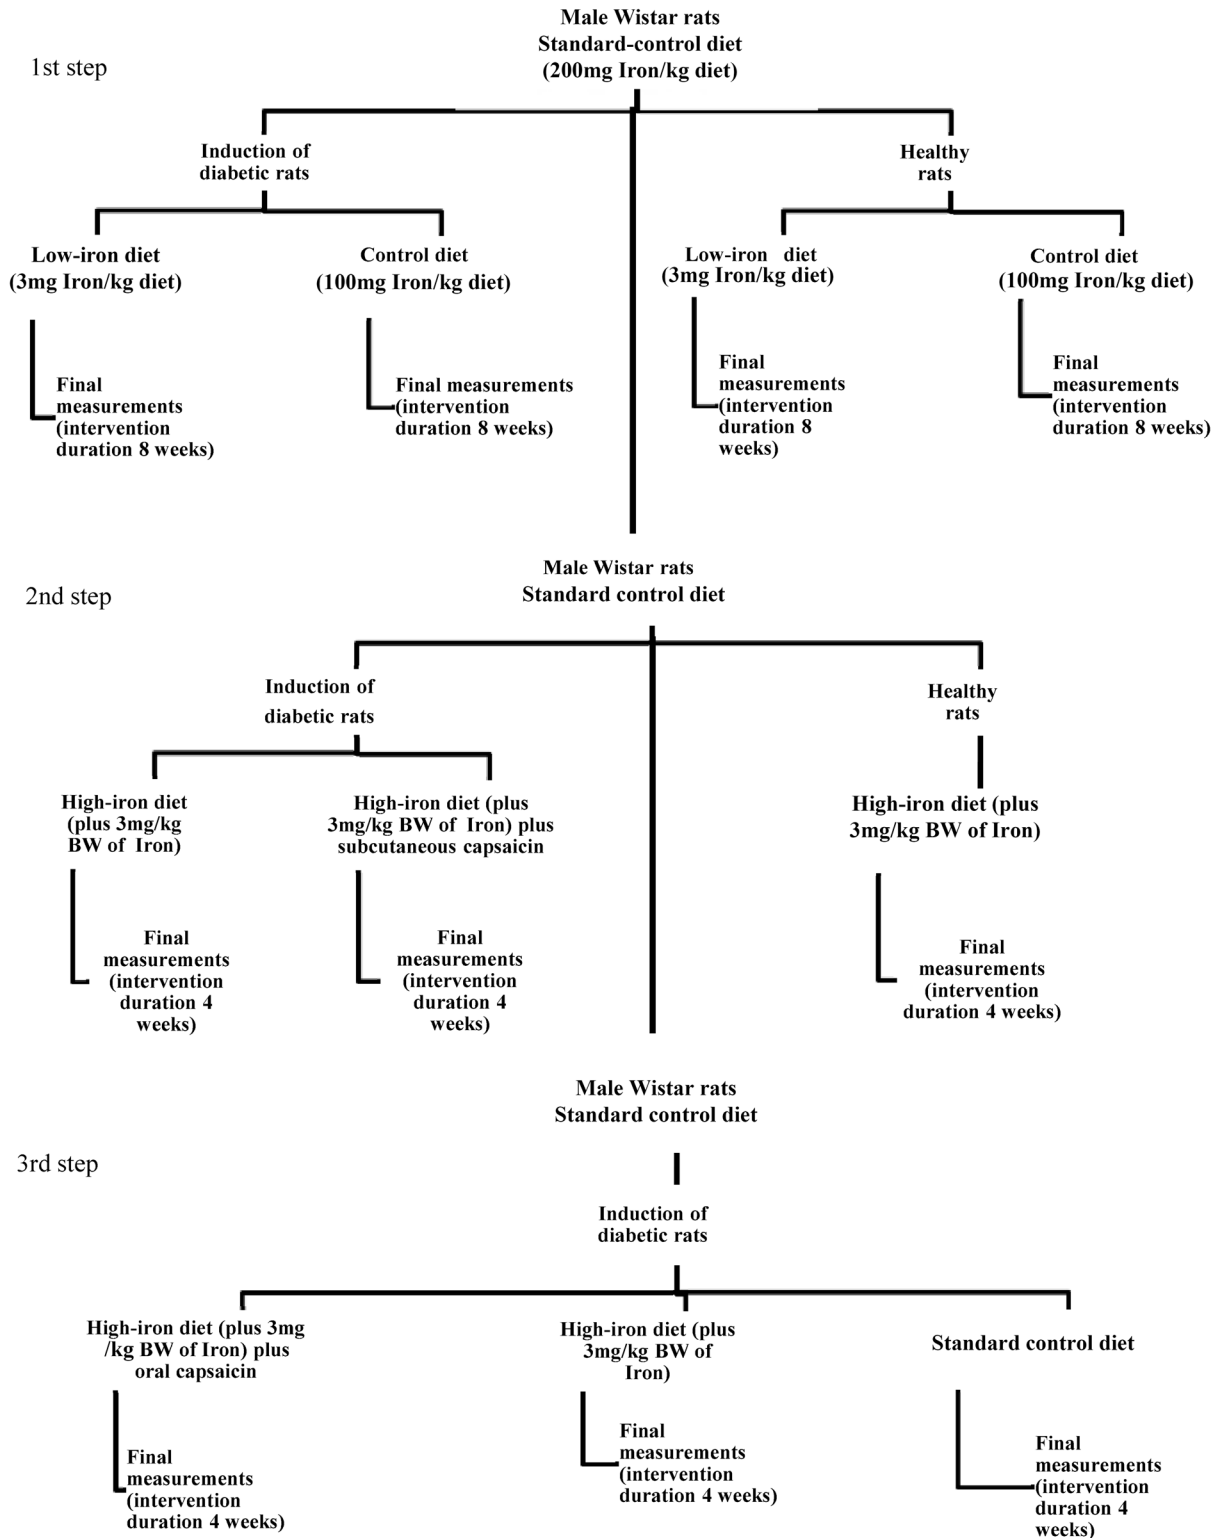 Male Wistar rats
Standard-control diet
(200mg Iron/kg diet)
1st step
Induction of
diabetic rats
Healthy
rats
Low-iron diet
(3mg Iron/kg diet)
Control diet
(100mg Iron/kg diet)
Low-iron diet
(3mg Iron/kg diet)
Control diet
(100mg Iron/kg diet)
Final
measurements
(intervention
duration 8 weeks)
Final measurements
(intervention
duration 8 weeks)
Final
measurements
(intervention
duration 8
weeks)
Final
measurements
(intervention
duration 8 weeks)
Male Wistar rats
Standard control diet
2nd step
Induction of
diabetic rats
Healthy
rats
High-iron diet
(plus 3mg/kg
BW of Iron)
High-iron diet (plus
3mg/kg BW of Iron) plus
subcutaneous capsaicin
High-iron diet (plus
3mg/kg BW of Iron)
Final
measurements
(intervention
duration 4
weeks)
Final
measurements
(intervention
duration 4
weeks)
Final
measurements
(intervention
duration 4 weeks)
Male Wistar rats
Standard control diet
3rd step
Induction of
diabetic rats
High-iron diet (plus 3mg
/kg BW of Iron) plus
oral capsaicin
High-iron diet (plus
3mg/kg BW of
Iron)
Standard control diet
Final
measurements
(intervention
duration 4 weeks)
Final
measurements
(intervention
duration 4 weeks)
Final
measurements
(intervention
duration 4
weeks)